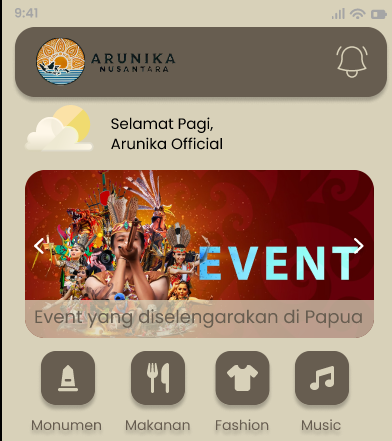 9:41
ARUNIKA
NUSANTARA
Selamat Pagi,
Arunika Official
EVENT
Event yang diselengarakan di Papua
Monumen
Makanan
Fashion
Music